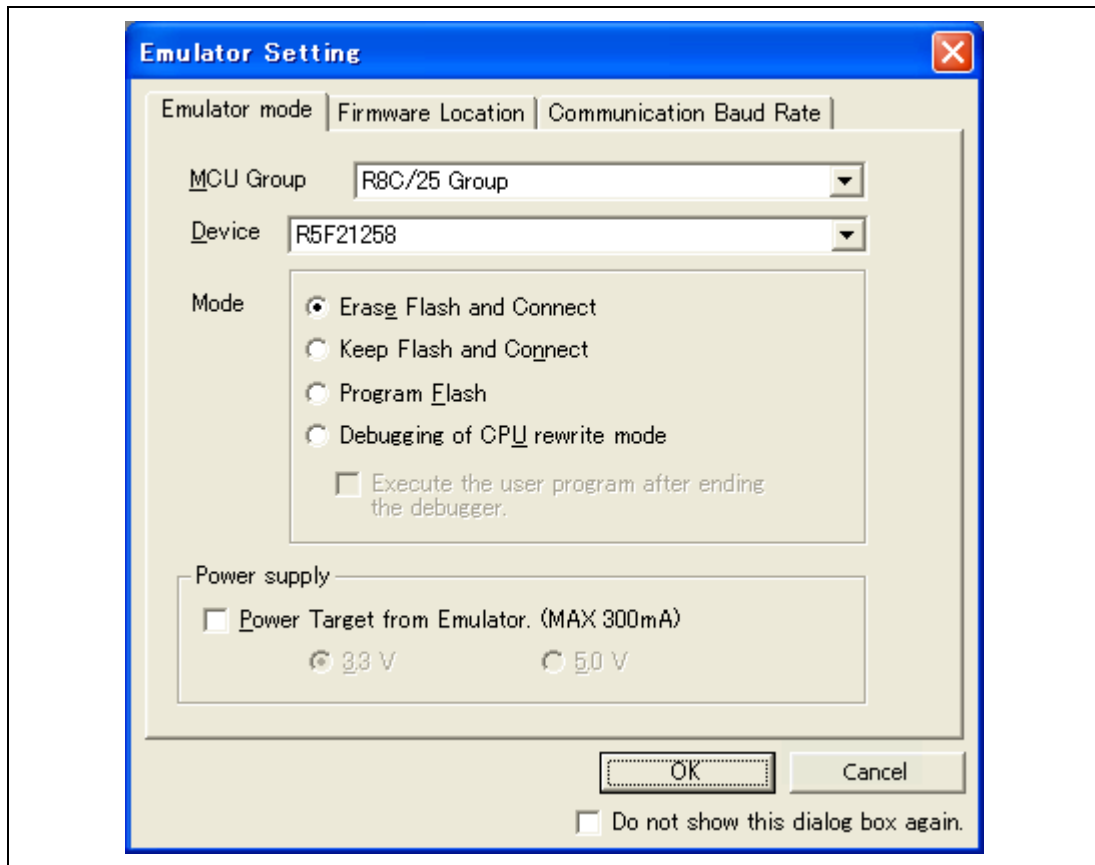 Emulator Setting
Emulator mode Firmware Location Communication Baud Rate
MCU Group R8C/25 Group
Device R5F21258
Mode Erase Flash and Connect
Keep Flash and Connect
Program Flash
Debugging of CPU rewrite mode
Execute the user program after ending
the debugger.
Power supply
Power Target from Emulator. (MAX 300mA)
3.3 V 5.0 V
OK Cancel
Do not show this dialog box again.